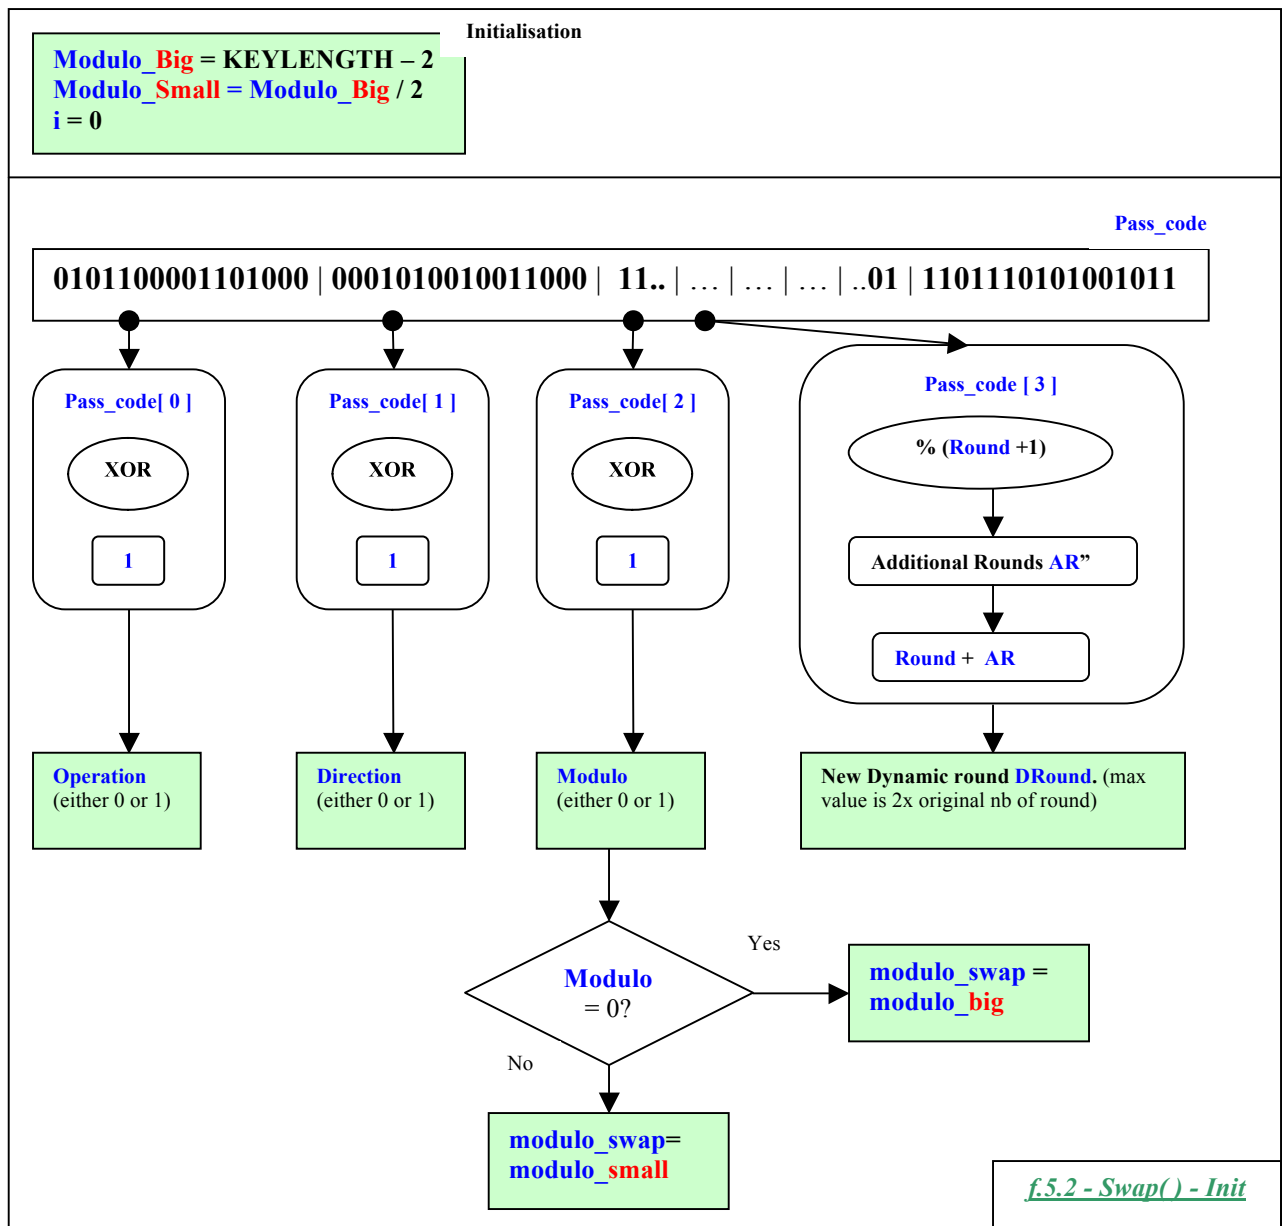 Initialisation
Modulo_Big = KEYLENGTH – 2
Modulo_Small = Modulo_Big / 2
i = 0
Pass_code
0101100001101000 | 0001010010011000 | 11.. | … | … | … | ..01 | 1101110101001011
Pass_code[ 0 ]
XOR
1
Operation
(either 0 or 1)
Pass_code[ 1 ]
XOR
1
Direction
(either 0 or 1)
Pass_code[ 2 ]
XOR
1
Modulo
(either 0 or 1)
Pass_code [ 3 ]
% (Round +1)
Additional Rounds AR”
Round + AR
New Dynamic round DRound. (max
value is 2x original nb of round)
Modulo
= 0?
Yes
modulo_swap =
modulo_big
No
modulo_swap=
modulo_small
f.5.2 - Swap( ) - Init